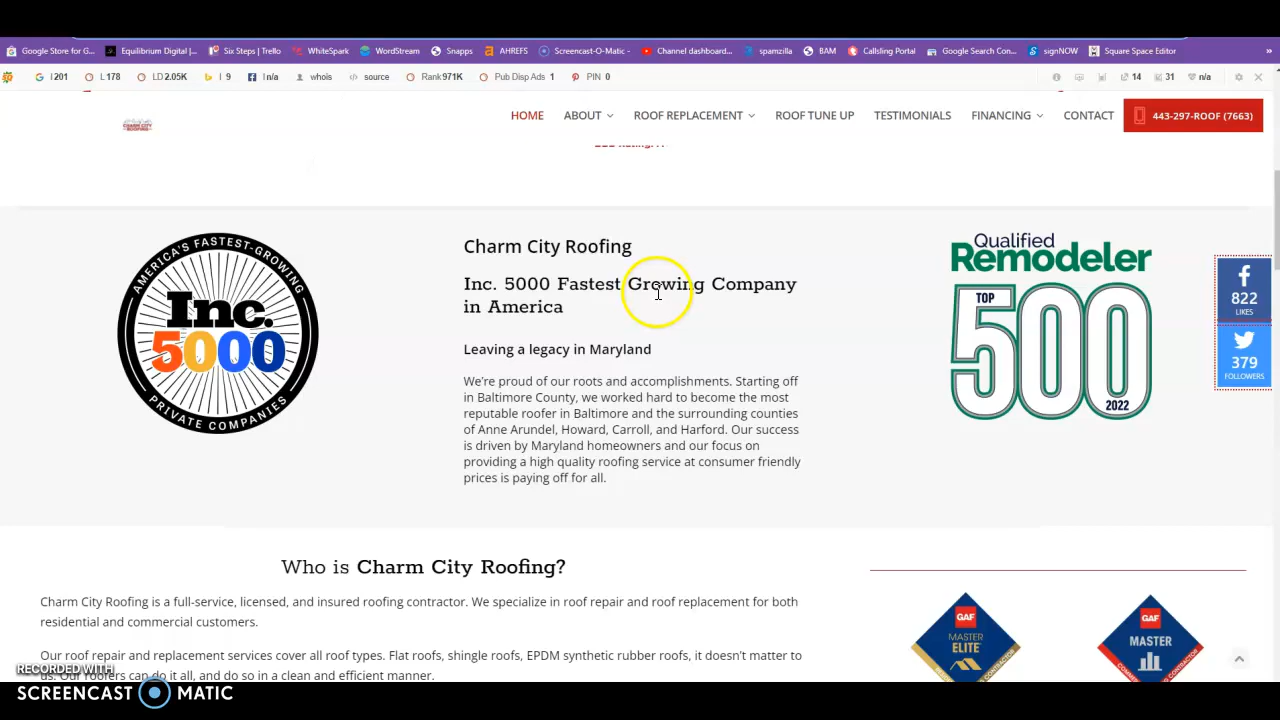 Google Store for G...
Equilibrium Digital |...
Six Steps | Trello
WhiteSpark
WordStream
Snapps
AHREFS
Screencast-O-Matic -
Channel dashboard...
spamzilla
BAM
CallsIing Portal
Google Search Con...
signNOW
Square Space Editor
»
I 201
L 178
LD 2.05K
I 9
I n/a
whois
source
Rank 971K
Pub Disp Ads 1
PIN 0
14
31
n/a
CHARM CITY
ROOFING
HOME
ABOUT
ROOF REPLACEMENT
ROOF TUNE UP
TESTIMONIALS
FINANCING
CONTACT
443-297-ROOF (7663)
AMERICA'S FASTEST-GROWING
Inc.
5000
PRIVATE COMPANIES
Charm City Roofing
Inc. 5000 Fastest Growing Company
in America
Leaving a legacy in Maryland
We're proud of our roots and accomplishments. Starting off
in Baltimore County, we worked hard to become the most
reputable roofer in Baltimore and the surrounding counties
of Anne Arundel, Howard, Carroll, and Harford. Our success
is driven by Maryland homeowners and our focus on
providing a high quality roofing service at consumer friendly
prices is paying off for all.
Qualified
Remodeler
TOP
500
2022
822
LIKES
379
FOLLOWERS
Who is Charm City Roofing?
Charm City Roofing is a full-service, licensed, and insured roofing contractor. We specialize in roof repair and roof replacement for both
residential and commercial customers.
Our roof repair and replacement services cover all roof types. Flat roofs, shingle roofs, EPDM synthetic rubber roofs, it doesn't matter to
us. Our roofers can do it all, and do so in a clean and efficient manner.
GAF
MASTER
ELITE
GAF
MASTER
RECORDED WITH
SCREENCAST MATIC